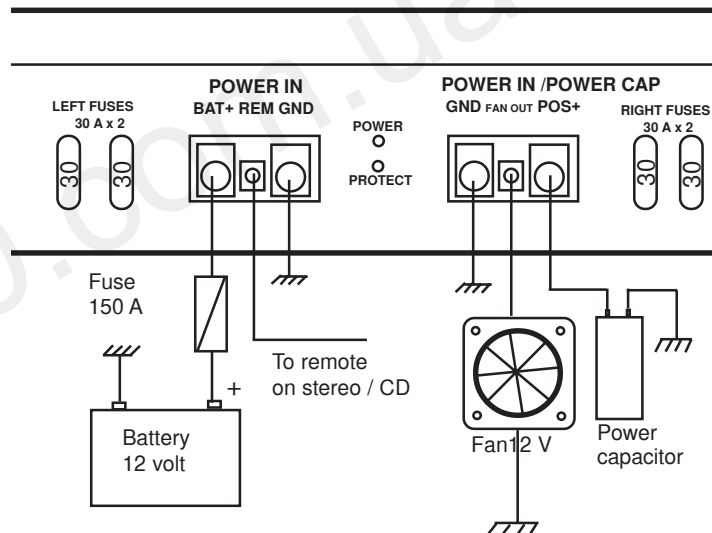 POWER IN
BAT+ REM GND
LEFT FUSES
30 A x 2
30
30
POWER
PROTECT
POWER IN /POWER CAP
GND FAN OUT POS+
RIGHT FUSES
30 A x 2
30
30
Fuse
150 A
To remote
on stereo / CD
+
Battery
12 volt
Fan12 V
Power
capacitor
.com.ua